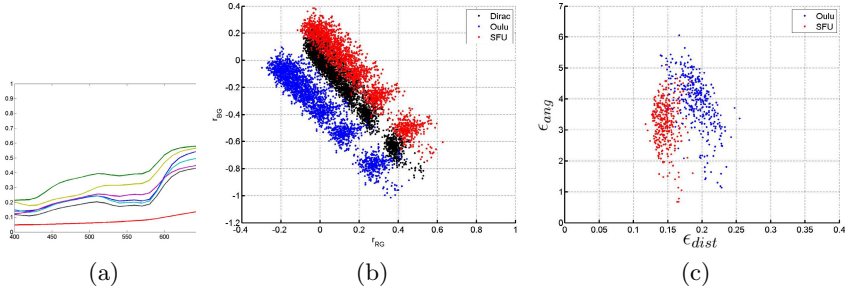 1
0.9
0.8
0.7
0.6
0.5
0.4
0.3
0.2
0.1
0
400 450 500 550 600
(a)
0.4
0.2
0
-0.2
-0.4
-0.6
-0.8
-1
-1.2
-0.4 -0.2 0 0.2 0.4 0.6 0.8 1
r_BG
r_RG
Dirac
Oulu
SFU
(b)
7
6
5
4
3
2
1
0
0 0.05 0.1 0.15 0.2 0.25 0.3 0.35 0.4
ϵ_ang
ϵ_dist
Oulu
SFU
(c)